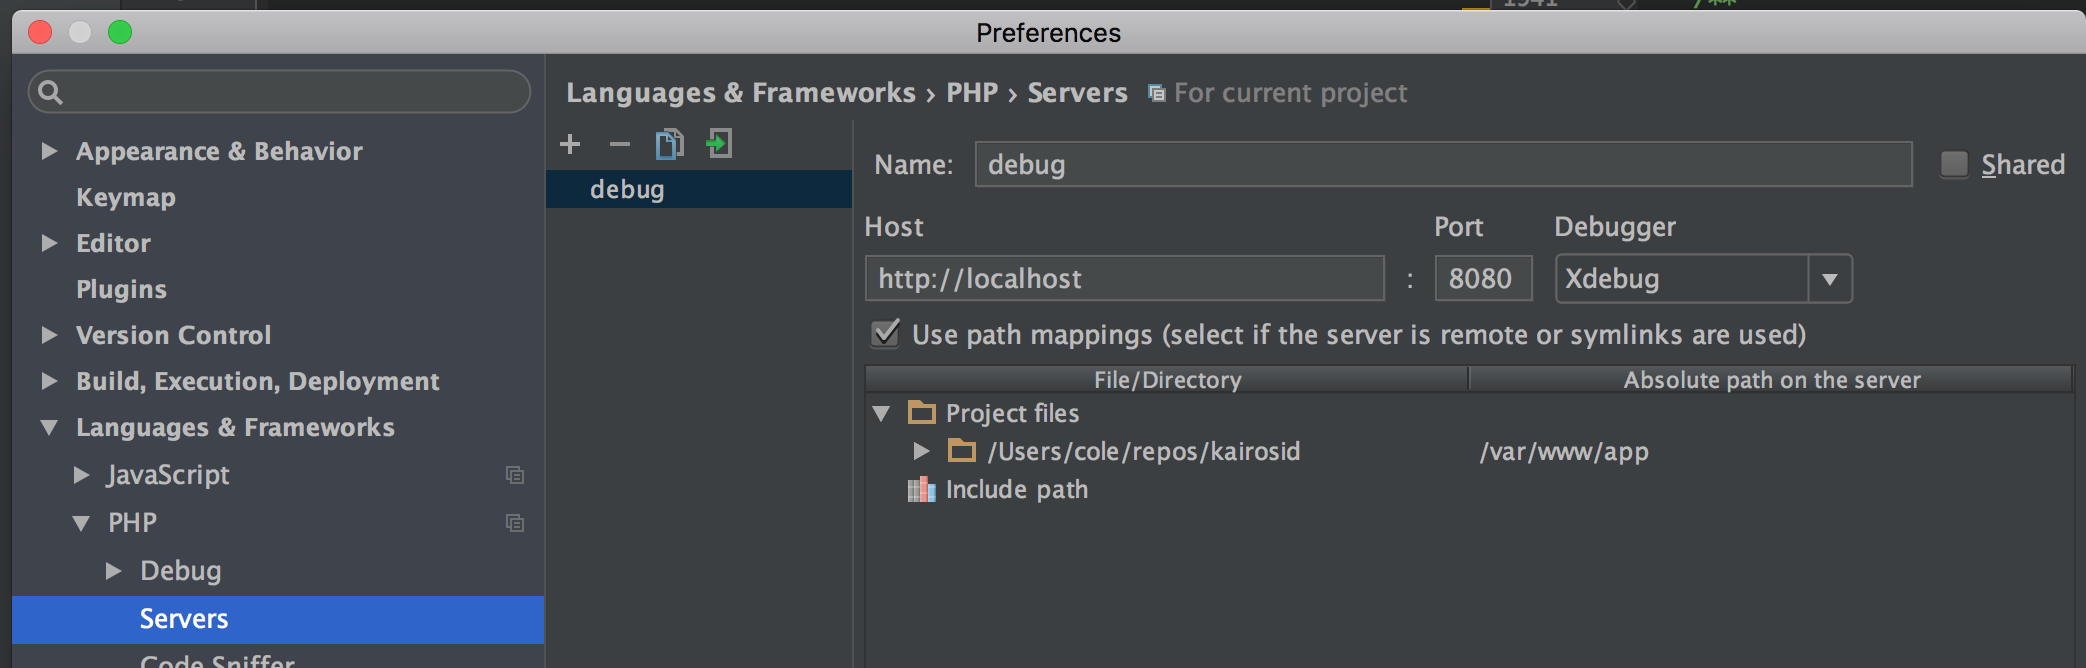 1941 /**
Preferences
Languages & Frameworks › PHP › Servers For current project
Appearance & Behavior
Keymap
Editor
Plugins
Version Control
Build, Execution, Deployment
Languages & Frameworks
JavaScript
PHP
Debug
Servers
Code Sniffer
debug
Name: debug Shared
Host Port Debugger
http://localhost : 8080 Xdebug
Use path mappings (select if the server is remote or symlinks are used)
File/Directory Absolute path on the server
Project files
/Users/cole/repos/kairosid /var/www/app
Include path